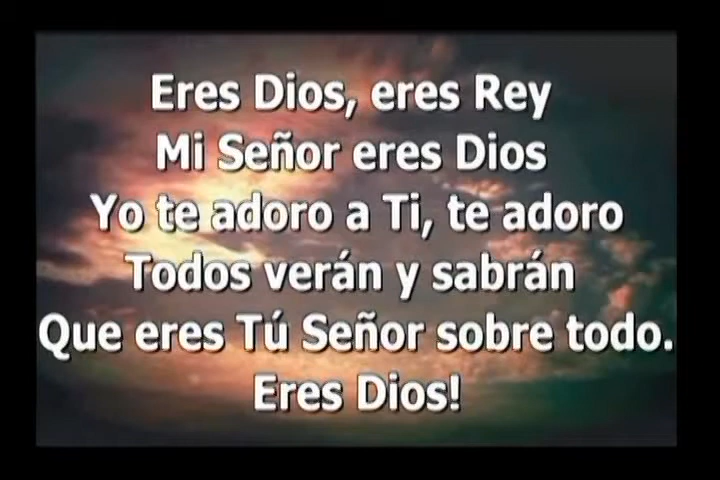 Eres Dios, eres Rey
Mi Señor eres Dios
Yo te adoro a Ti, te adoro
Todos verán y sabrán
Que eres Tú Señor sobre todo.
Eres Dios!